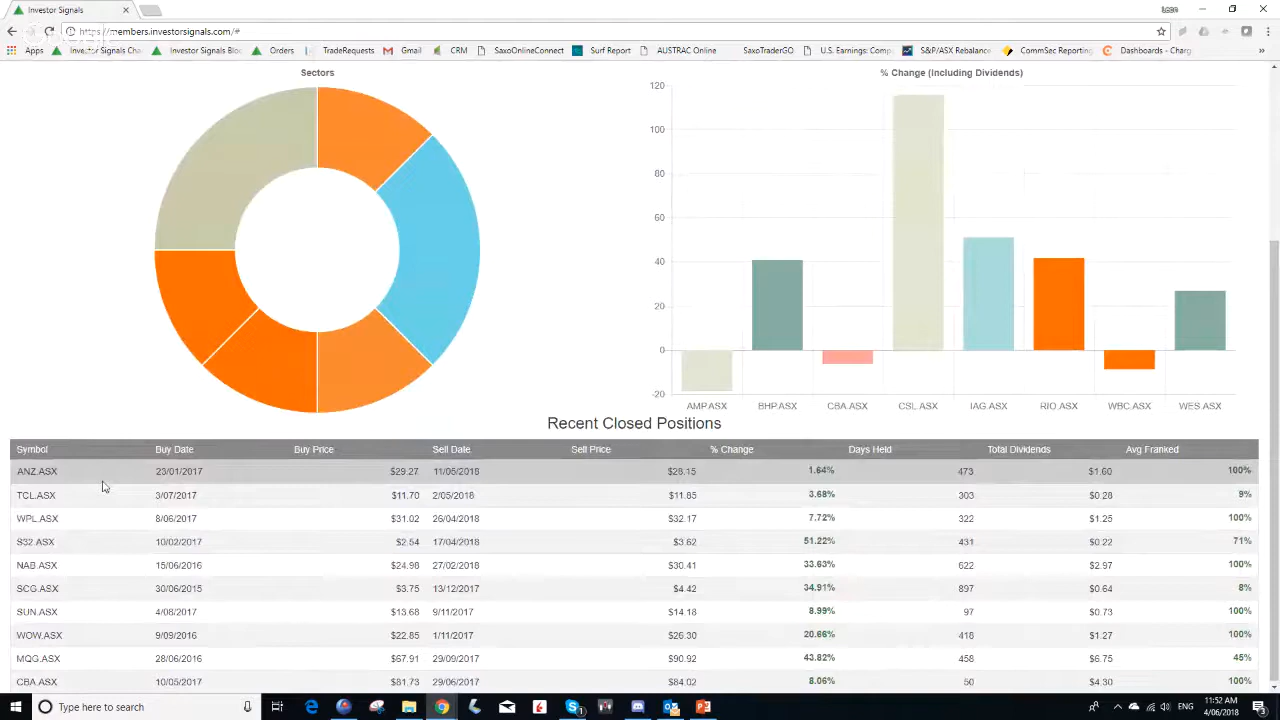 Investor Signals
https://members.investorsignals.com/#
Apps Investor Signals Cha Investor Signals Blo Orders TradeRequests Gmail CRM SaxoOnlineConnect Surf Report AUSTRAC Online SaxoTraderGO U.S. Earnings: Comp S&P/ASX Rebalance CommSec Reporting Dashboards - Charg »
Sectors
% Change (Including Dividends)
120
100
80
60
40
20
0
-20
AMP.ASX BHP.ASX CBA.ASX CSL.ASX IAG.ASX RIO.ASX WBC.ASX WES.ASX
Recent Closed Positions
Symbol Buy Date Buy Price Sell Date Sell Price % Change Days Held Total Dividends Avg Franked
ANZ.ASX 23/01/2017 $29.27 11/05/2018 $28.15 1.64% 473 $1.60 100%
TCL.ASX 3/07/2017 $11.70 2/05/2018 $11.85 3.68% 303 $0.28 9%
WPL.ASX 8/06/2017 $31.02 26/04/2018 $32.17 7.72% 322 $1.25 100%
S32.ASX 10/02/2017 $2.54 17/04/2018 $3.62 51.22% 431 $0.22 71%
NAB.ASX 15/06/2016 $24.98 27/02/2018 $30.41 33.63% 622 $2.97 100%
SCG.ASX 30/06/2015 $3.75 13/12/2017 $4.42 34.91% 897 $0.64 8%
SUN.ASX 4/08/2017 $13.68 9/11/2017 $14.18 8.99% 97 $0.73 100%
WOW.ASX 9/09/2016 $22.85 1/11/2017 $26.30 20.66% 418 $1.27 100%
MQG.ASX 28/06/2016 $67.91 29/09/2017 $90.92 43.82% 458 $6.75 45%
CBA.ASX 10/05/2017 $81.73 29/06/2017 $84.02 8.06% 50 $4.30 100%
Type here to search
ENG
11:52 AM
4/06/2018